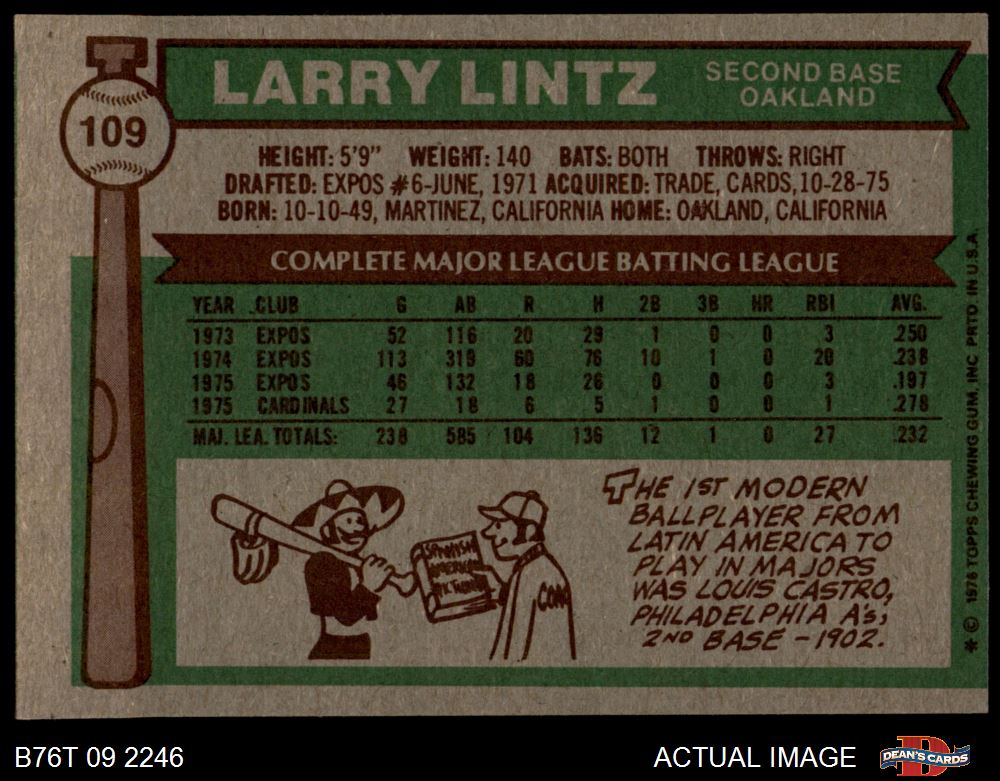 109
LARRY LINTZ
SECOND BASE
OAKLAND
HEIGHT: 5'9" WEIGHT: 140 BATS: BOTH THROWS: RIGHT
DRAFTED: EXPOS #6-JUNE, 1971 ACQUIRED: TRADE, CARDS, 10-28-75
BORN: 10-10-49, MARTINEZ, CALIFORNIA HOME: OAKLAND, CALIFORNIA
COMPLETE MAJOR LEAGUE BATTING LEAGUE
YEAR CLUB G AB R H 2B 3B HR RBI AVG.
1973 EXPOS 52 116 20 29 1 0 0 3 .250
1974 EXPOS 113 319 60 76 10 1 0 20 .238
1975 EXPOS 46 132 18 26 0 0 0 3 .197
1975 CARDINALS 27 18 6 5 1 0 0 1 .278
MAJ. LEA. TOTALS: 238 585 104 136 12 1 0 27 .232
SPANISH
AMERICAN
THE 1ST MODERN
BALLPLAYER FROM
LATIN AMERICA TO
PLAY IN MAJORS
WAS LOUIS CASTRO,
PHILADELPHIA A's,
2ND BASE - 1902.
* © 1976 TOPPS CHEWING GUM, INC. PRTD. IN U.S.A.
B76T 09 2246
ACTUAL IMAGE
DEAN'S CARDS